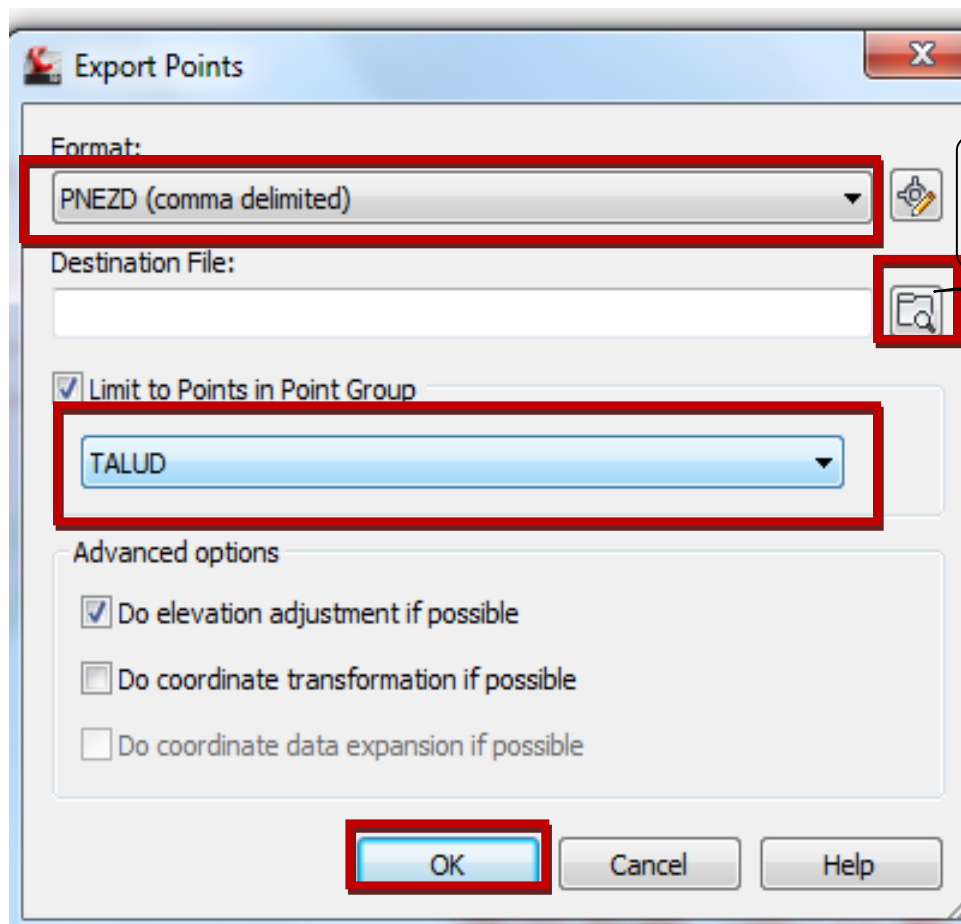 Export Points
Format:
PNEZD (comma delimited)
Destination File:
Limit to Points in Point Group
TALUD
Advanced options
Do elevation adjustment if possible
Do coordinate transformation if possible
Do coordinate data expansion if possible
OK Cancel Help